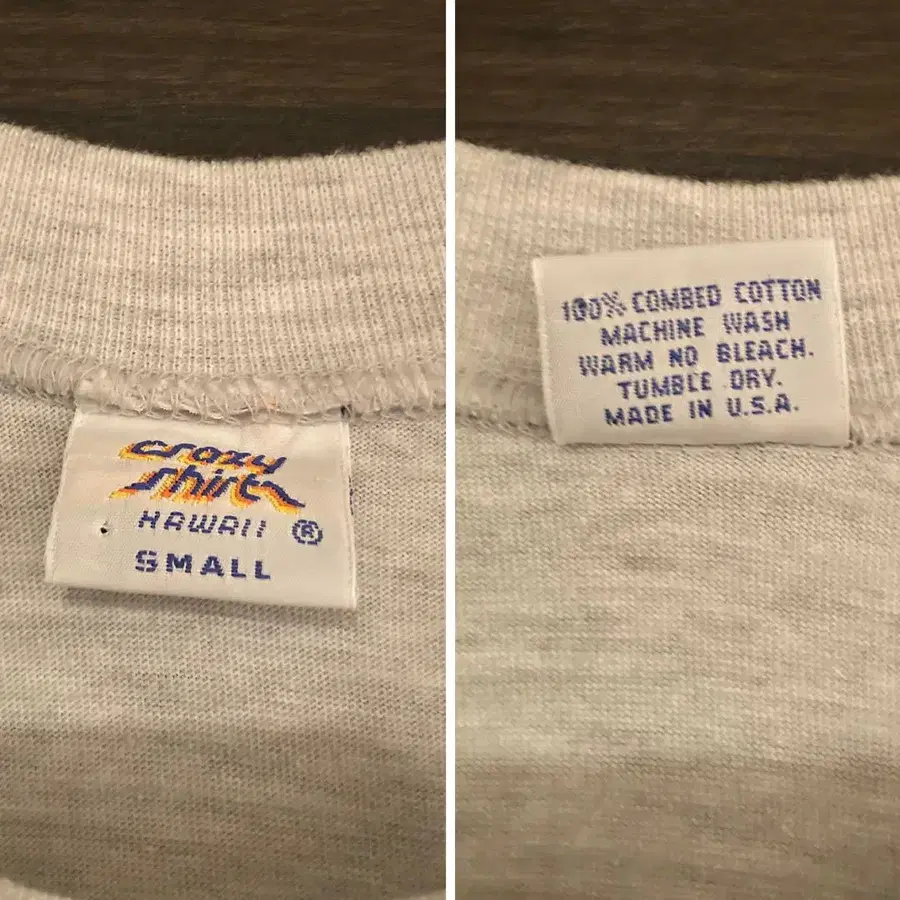 crazy
shirts
HAWAII ®
SMALL
100% COMBED COTTON
MACHINE WASH
WARM NO BLEACH.
TUMBLE DRY.
MADE IN U.S.A.